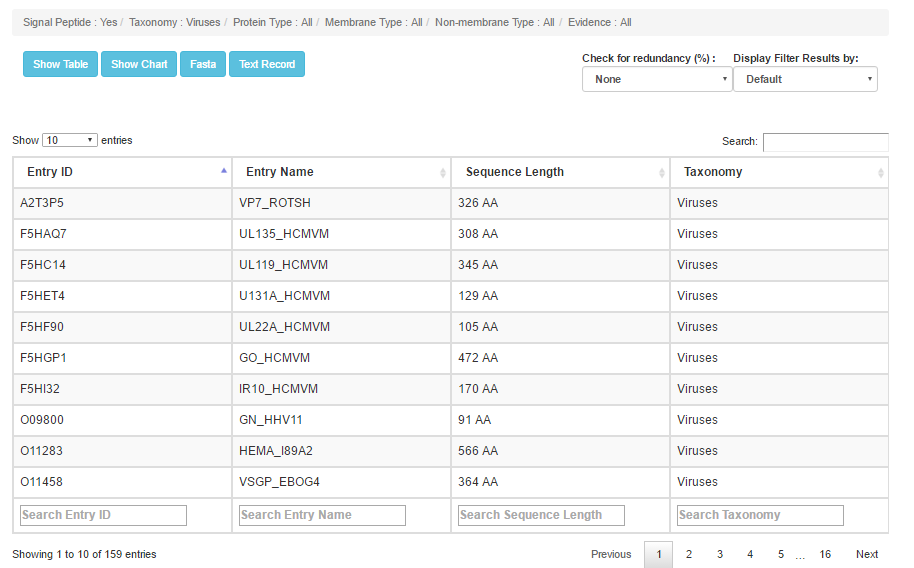 Signal Peptide : Yes / Taxonomy : Viruses / Protein Type : All / Membrane Type : All / Non-membrane Type : All / Evidence : All
Show Table Show Chart Fasta Text Record
Check for redundancy (%) : Display Filter Results by:
None Default
Show 10 entries Search:
Entry ID Entry Name Sequence Length Taxonomy
A2T3P5 VP7_ROTSH 326 AA Viruses
F5HAQ7 UL135_HCMVM 308 AA Viruses
F5HC14 UL119_HCMVM 345 AA Viruses
F5HET4 U131A_HCMVM 129 AA Viruses
F5HF90 UL22A_HCMVM 105 AA Viruses
F5HGP1 GO_HCMVM 472 AA Viruses
F5HI32 IR10_HCMVM 170 AA Viruses
O09800 GN_HHV11 91 AA Viruses
O11283 HEMA_I89A2 566 AA Viruses
O11458 VSGP_EBOG4 364 AA Viruses
Search Entry ID Search Entry Name Search Sequence Length Search Taxonomy
Showing 1 to 10 of 159 entries Previous 1 2 3 4 5 ... 16 Next